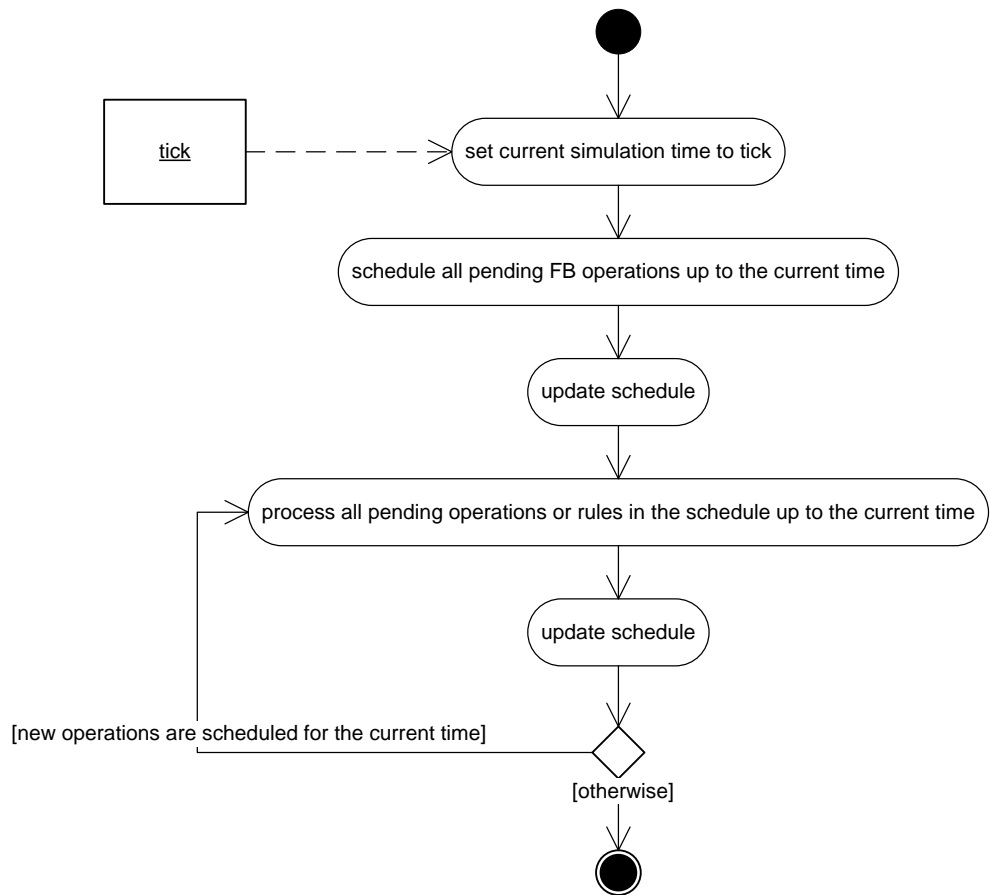 tick
set current simulation time to tick
schedule all pending FB operations up to the current time
update schedule
process all pending operations or rules in the schedule up to the current time
update schedule
[new operations are scheduled for the current time]
[otherwise]